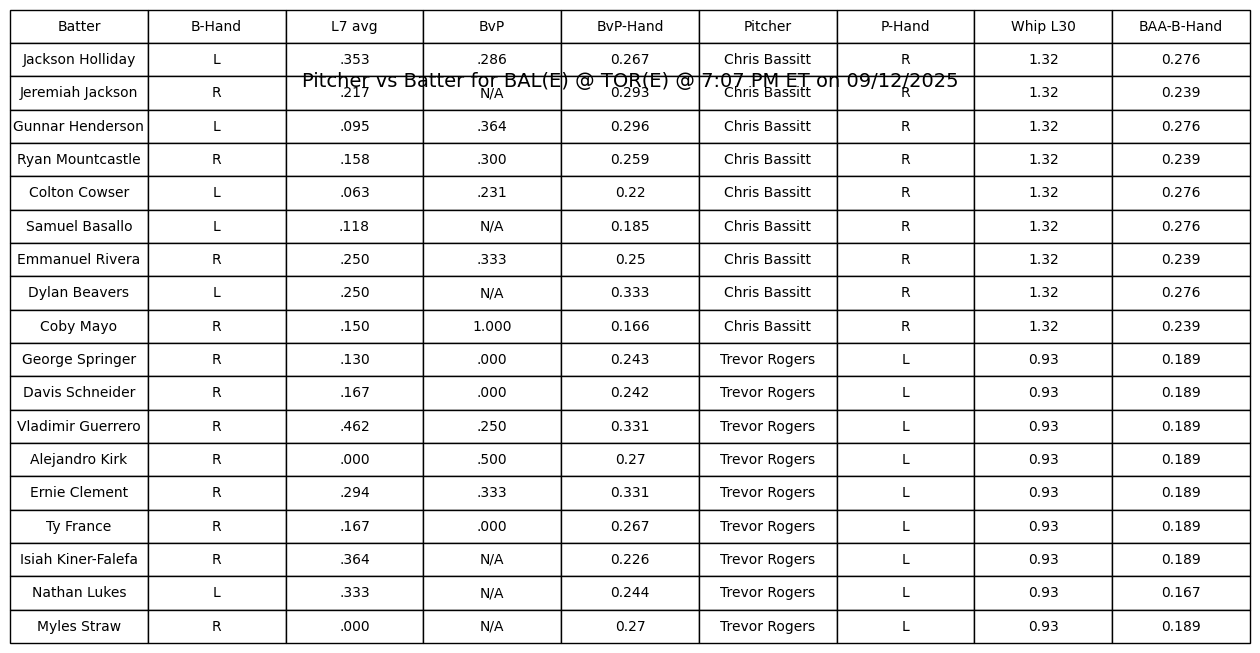 Batter B-Hand L7 avg BvP BvP-Hand Pitcher P-Hand Whip L30 BAA-B-Hand
Jackson Holliday L .353 .286 0.267 Chris Bassitt R 1.32 0.276
Pitcher vs Batter for BAL(E) @ TOR(E) @ 7:07 PM ET on 09/12/2025
Jeremiah Jackson R .217 N/A 0.293 Chris Bassitt R 1.32 0.239
Gunnar Henderson L .095 .364 0.296 Chris Bassitt R 1.32 0.276
Ryan Mountcastle R .158 .300 0.259 Chris Bassitt R 1.32 0.239
Colton Cowser L .063 .231 0.22 Chris Bassitt R 1.32 0.276
Samuel Basallo L .118 N/A 0.185 Chris Bassitt R 1.32 0.276
Emmanuel Rivera R .250 .333 0.25 Chris Bassitt R 1.32 0.239
Dylan Beavers L .250 N/A 0.333 Chris Bassitt R 1.32 0.276
Coby Mayo R .150 1.000 0.166 Chris Bassitt R 1.32 0.239
George Springer R .130 .000 0.243 Trevor Rogers L 0.93 0.189
Davis Schneider R .167 .000 0.242 Trevor Rogers L 0.93 0.189
Vladimir Guerrero R .462 .250 0.331 Trevor Rogers L 0.93 0.189
Alejandro Kirk R .000 .500 0.27 Trevor Rogers L 0.93 0.189
Ernie Clement R .294 .333 0.331 Trevor Rogers L 0.93 0.189
Ty France R .167 .000 0.267 Trevor Rogers L 0.93 0.189
Isiah Kiner-Falefa R .364 N/A 0.226 Trevor Rogers L 0.93 0.189
Nathan Lukes L .333 N/A 0.244 Trevor Rogers L 0.93 0.167
Myles Straw R .000 N/A 0.27 Trevor Rogers L 0.93 0.189